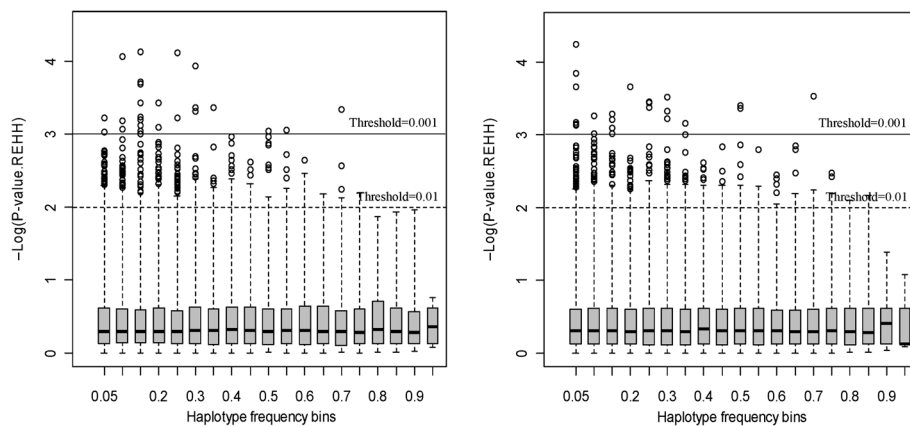 −Log(P-value.REHH)
4
3
2
1
0
Threshold=0.001
Threshold=0.01
0.05 0.2 0.3 0.4 0.5 0.6 0.7 0.8 0.9
Haplotype frequency bins
−Log(P-value.REHH)
4
3
2
1
0
Threshold=0.001
Threshold=0.01
0.05 0.2 0.3 0.4 0.5 0.6 0.7 0.8 0.9
Haplotype frequency bins